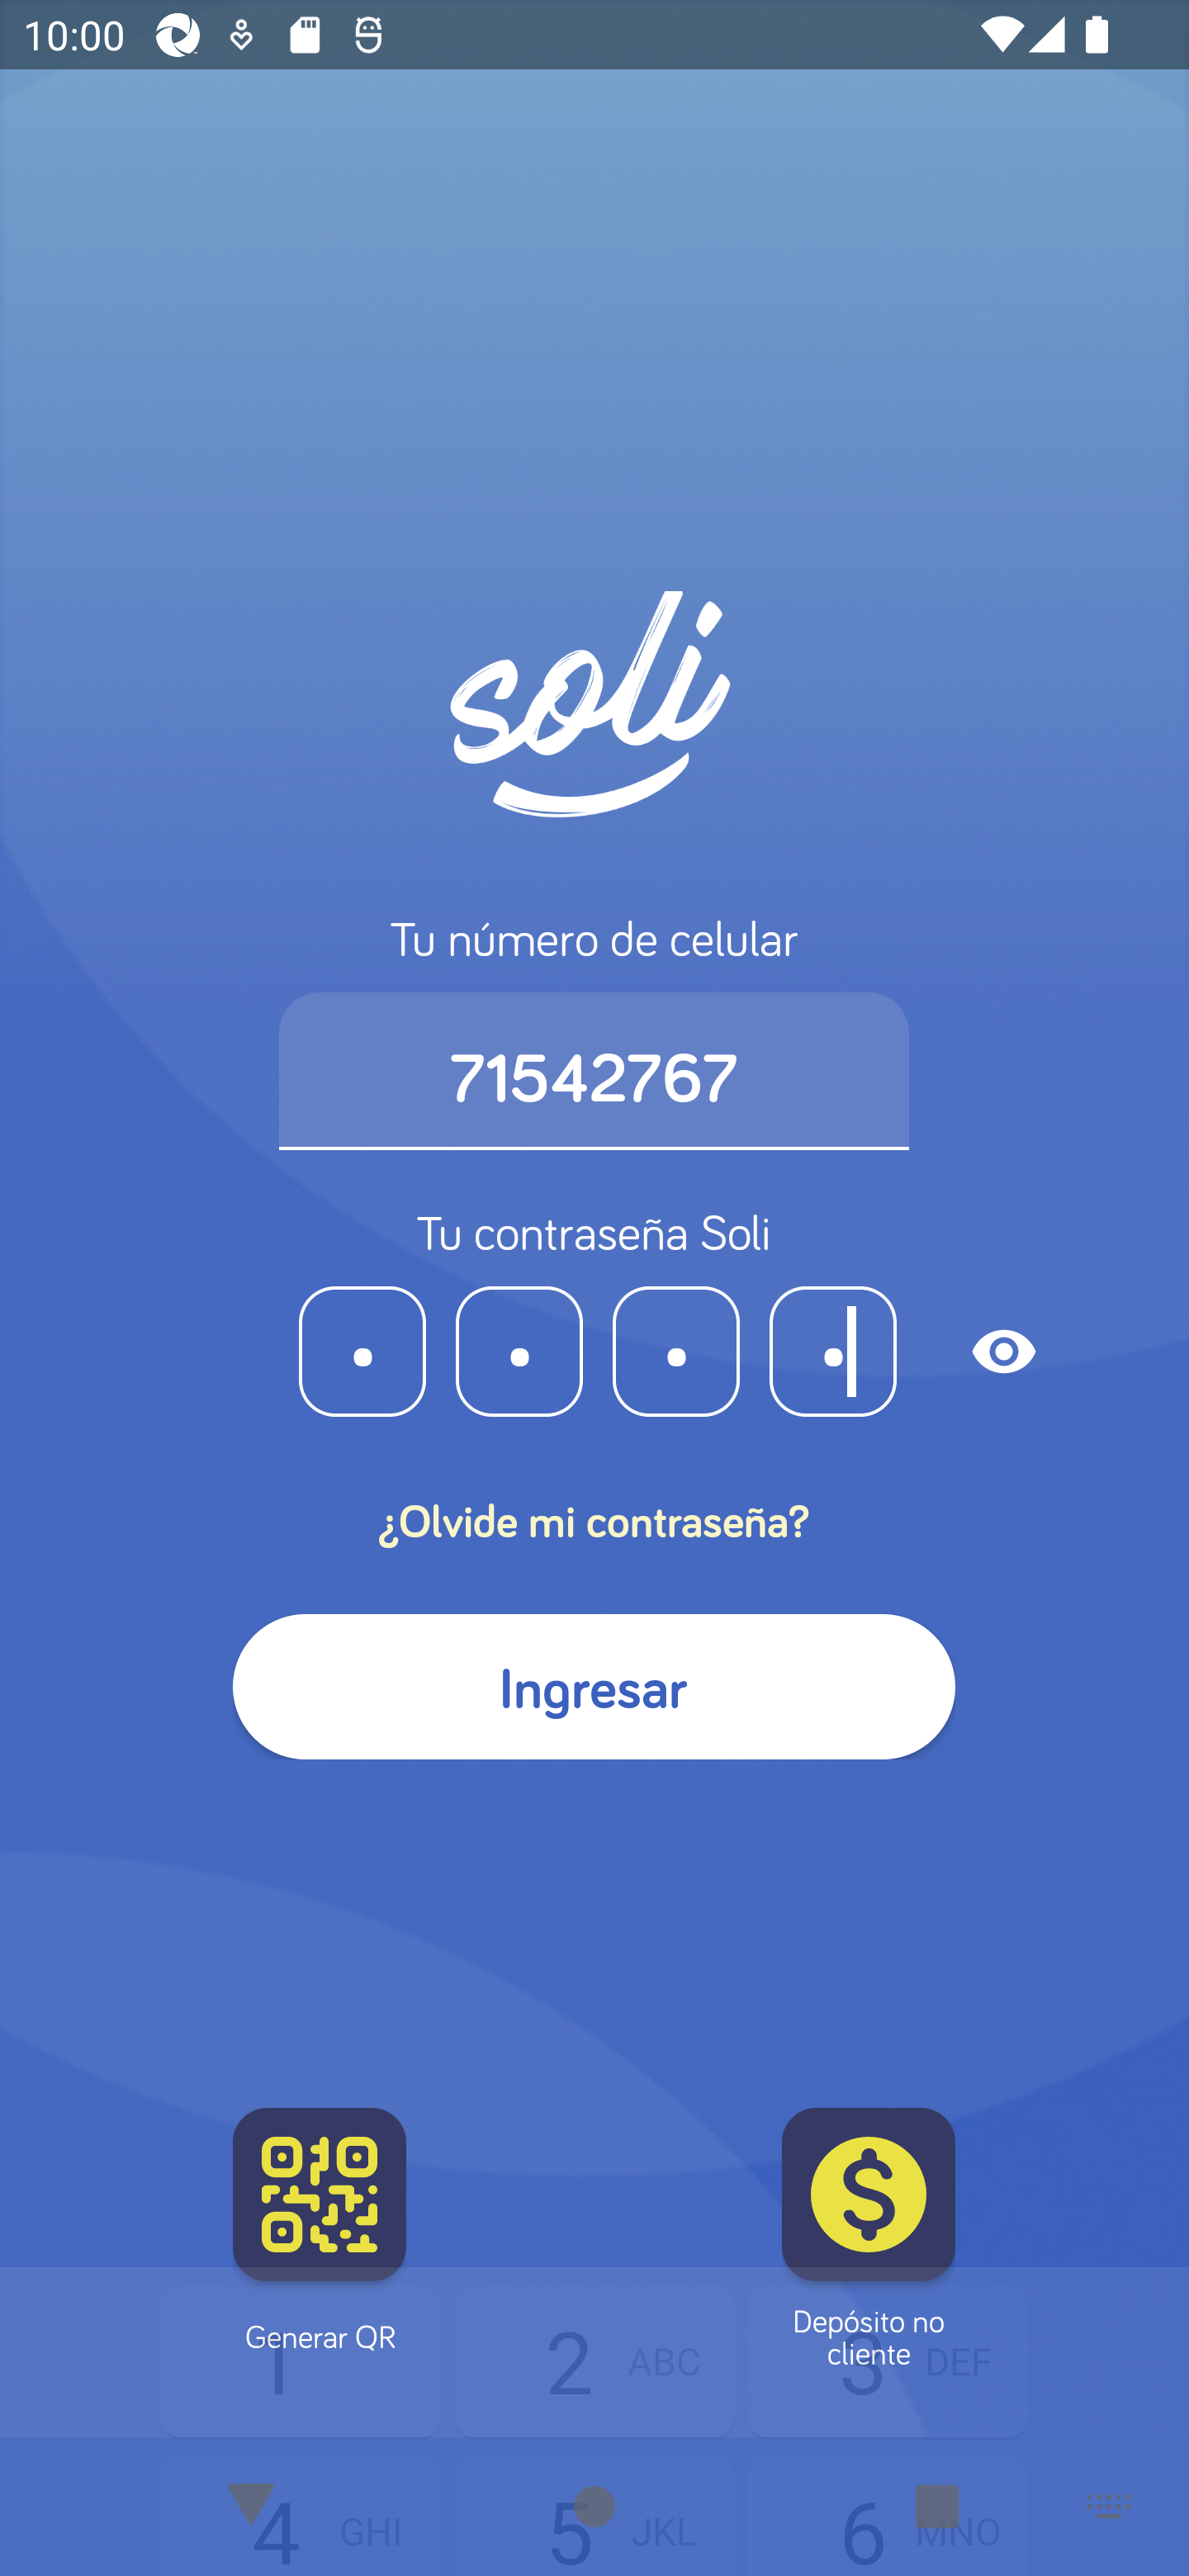 10:00
soli
Tu número de celular
71542767
Tu contraseña Soli
¿Olvide mi contraseña?
Ingresar
Generar QR
Depósito no
cliente
1
2 ABC
3 DEF
4 GHI
5 JKL
6 MNO